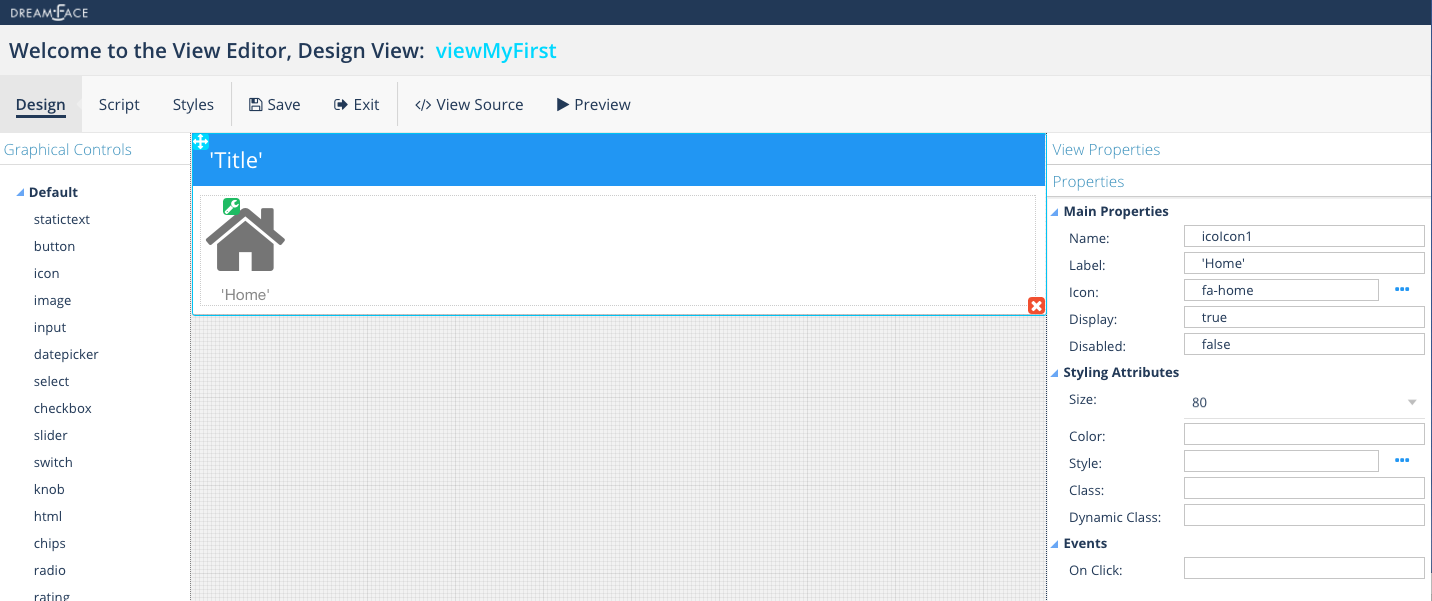 DREAMFACE
Welcome to the View Editor, Design View: viewMyFirst
Design Script Styles Save Exit </> View Source Preview
Graphical Controls
Default
statictext
button
icon
image
input
datepicker
select
checkbox
slider
switch
knob
html
chips
radio
rating
'Title'
'Home'
View Properties
Properties
Main Properties
Name: icoIcon1
Label: 'Home'
Icon: fa-home •••
Display: true
Disabled: false
Styling Attributes
Size: 80
Color:
Style: •••
Class:
Dynamic Class:
Events
On Click: